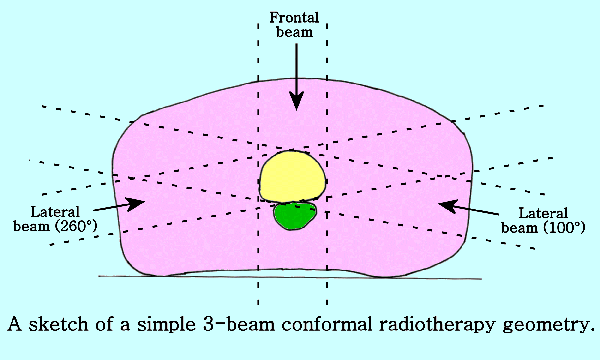 Frontal
beam
Lateral
beam (260°)
Lateral
beam (100°)
A sketch of a simple 3-beam conformal radiotherapy geometry.